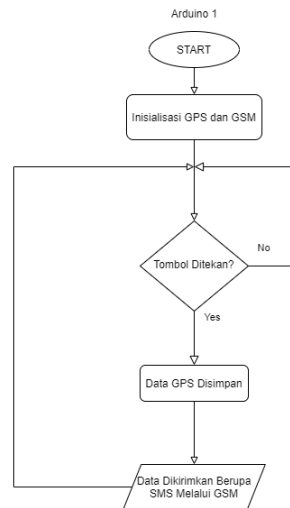 Arduino 1
START
Inisialisasi GPS dan GSM
Tombol Ditekan?
No
Yes
Data GPS Disimpan
Data Dikirimkan Berupa
SMS Melalui GSM